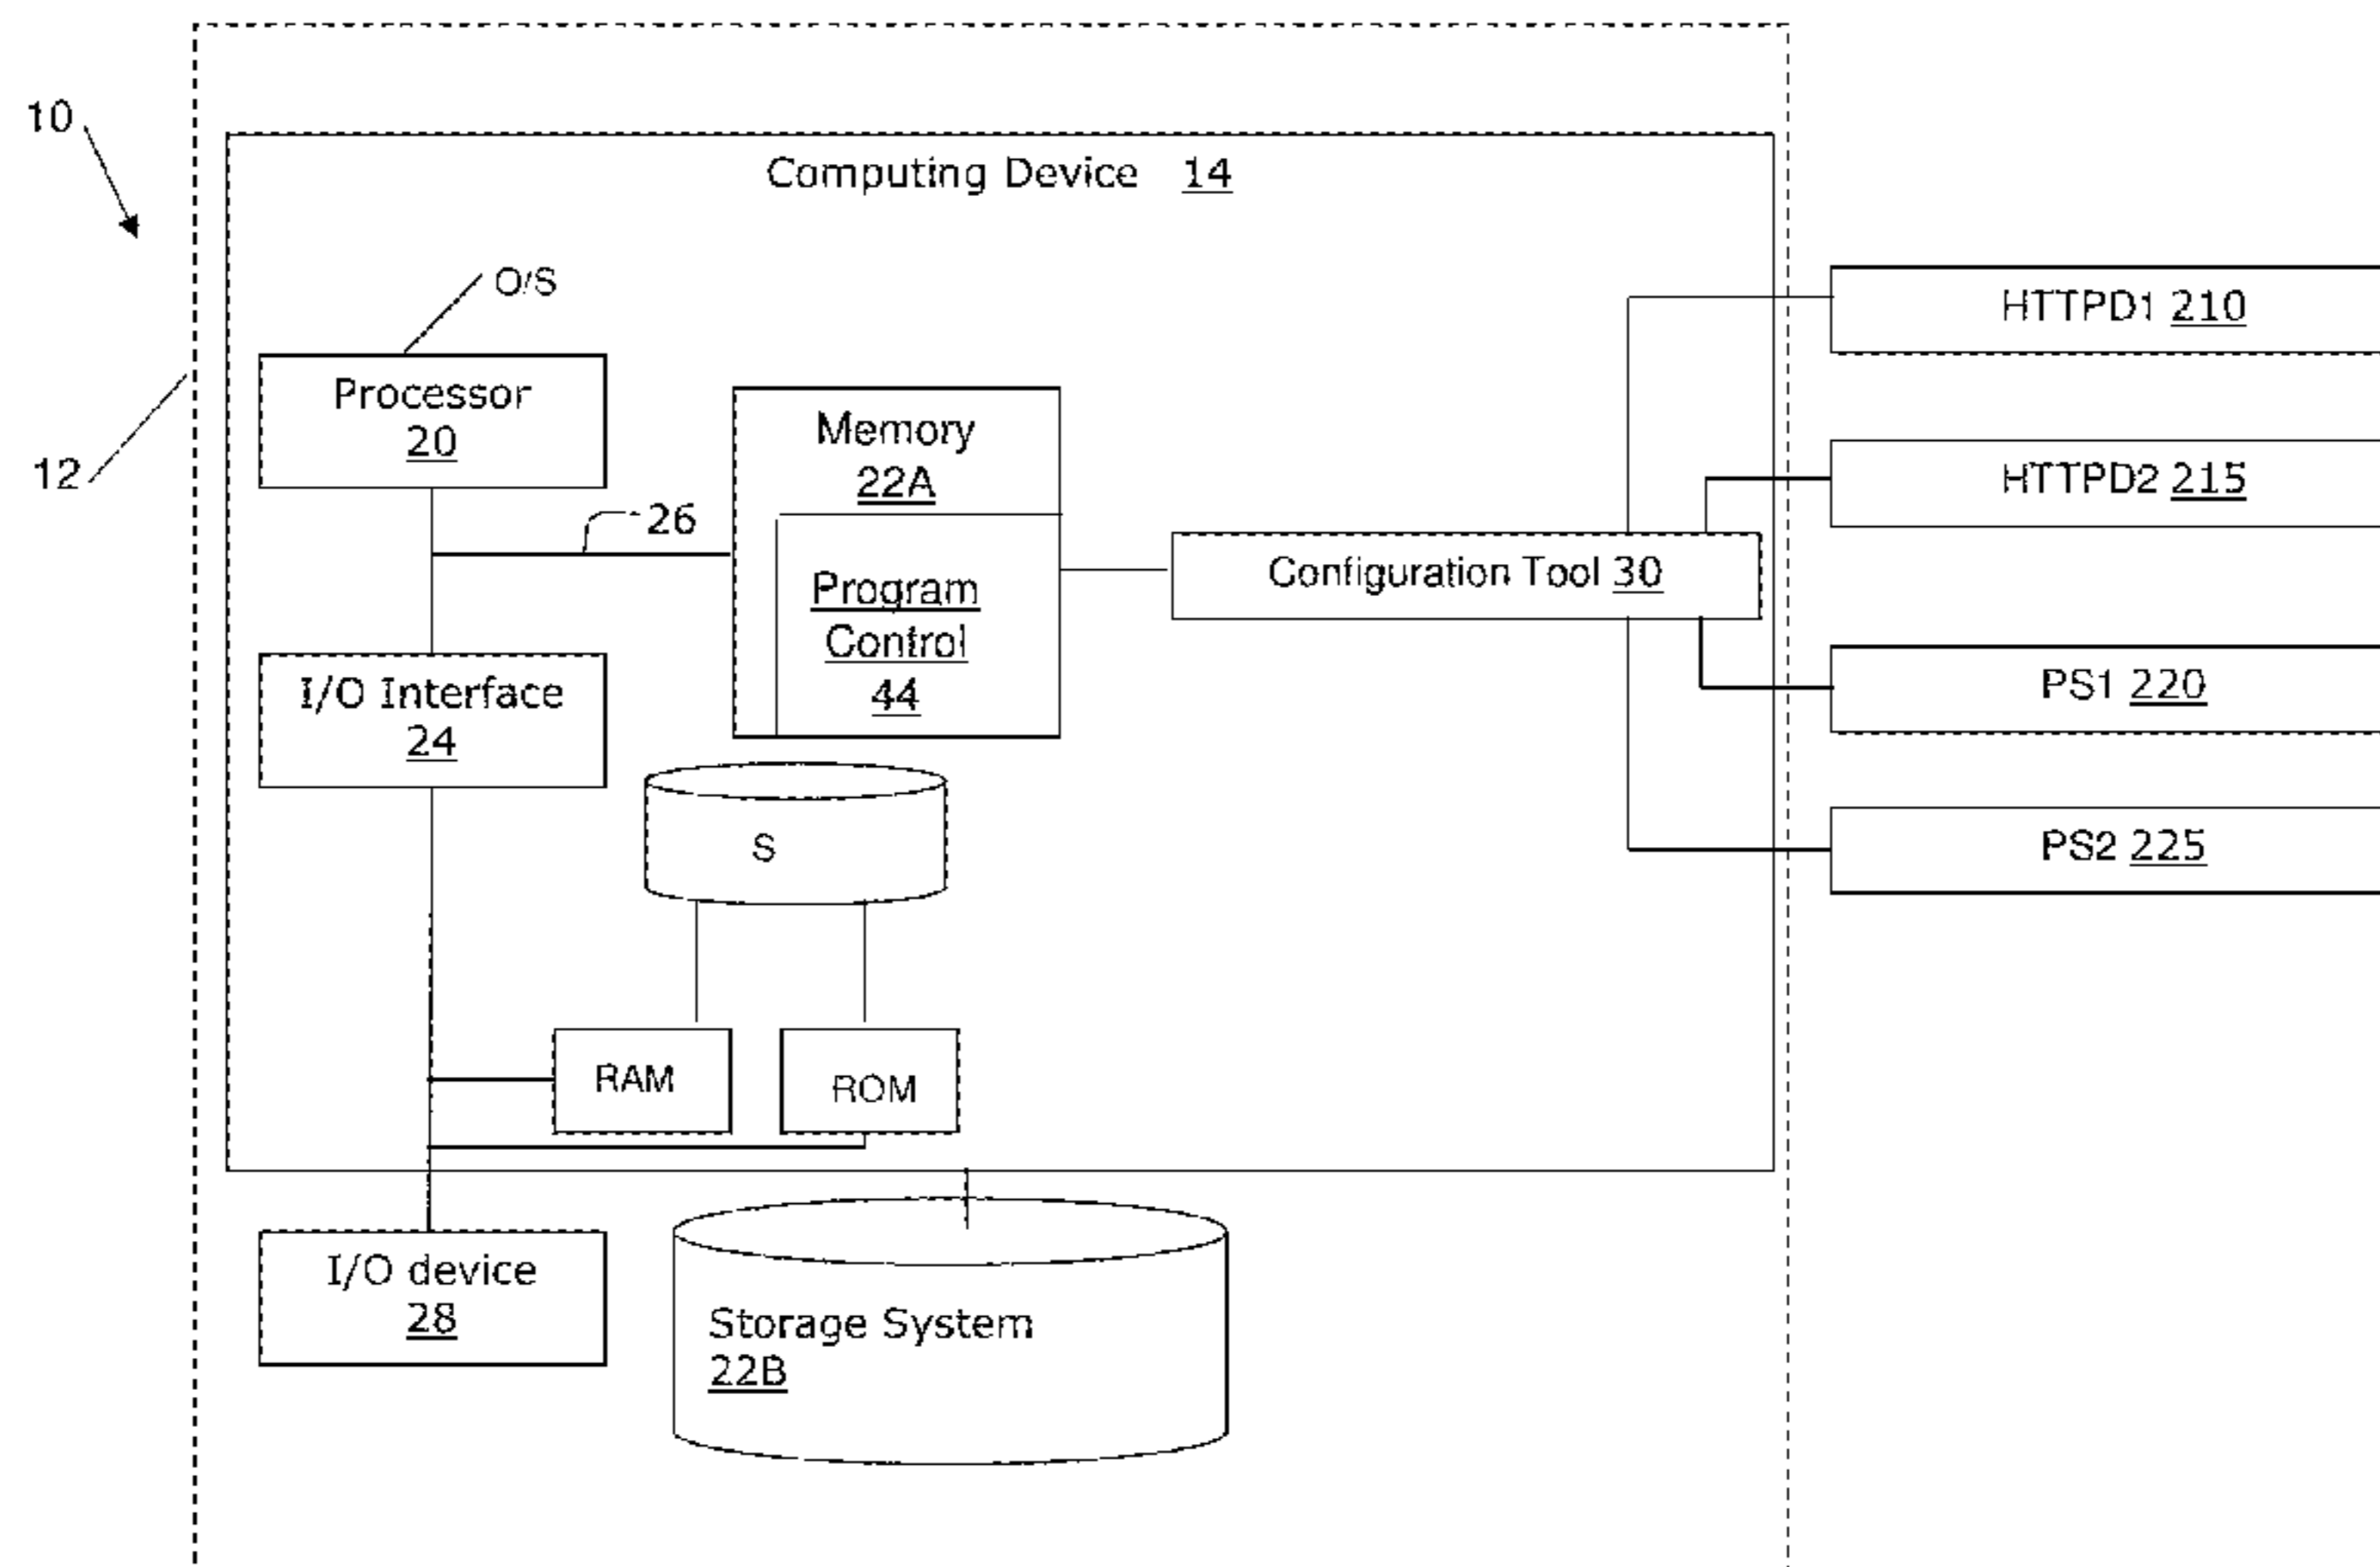 10
Computing Device 14
O/S
HTTPD1 210
Processor
20
12
Memory
22A
HTTPD2 215
26
Configuration Tool 30
Program
Control
44
I/O Interface
24
PS1 220
S
PS2 225
RAM
ROM
I/O device
28
Storage System
22B